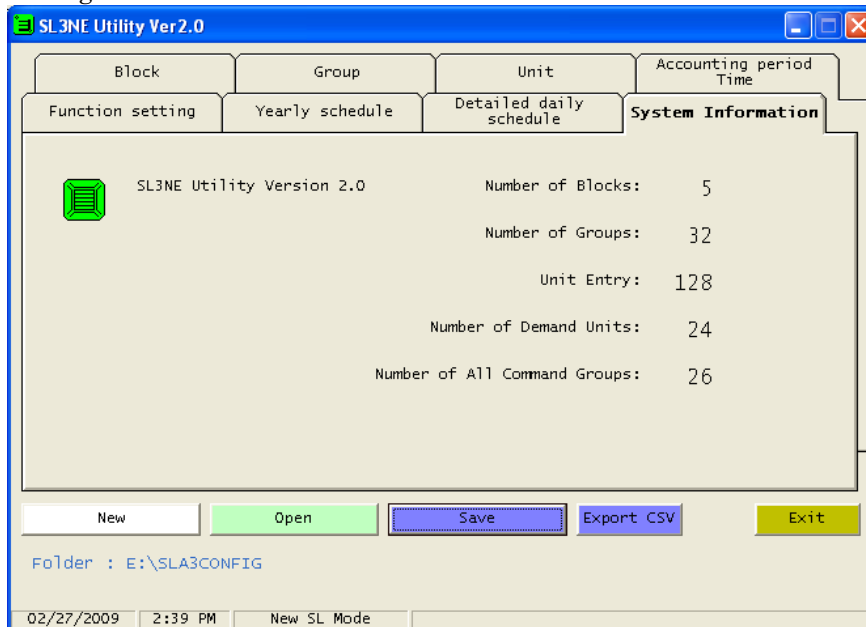 SL3NE Utility Ver2.0
Block
Group
Unit
Accounting period
Time
Function setting
Yearly schedule
Detailed daily
schedule
System Information
SL3NE Utility Version 2.0
Number of Blocks: 5
Number of Groups: 32
Unit Entry: 128
Number of Demand Units: 24
Number of All Command Groups: 26
New
Open
Save
Export CSV
Exit
Folder : E:\SLA3CONFIG
02/27/2009
2:39 PM
New SL Mode